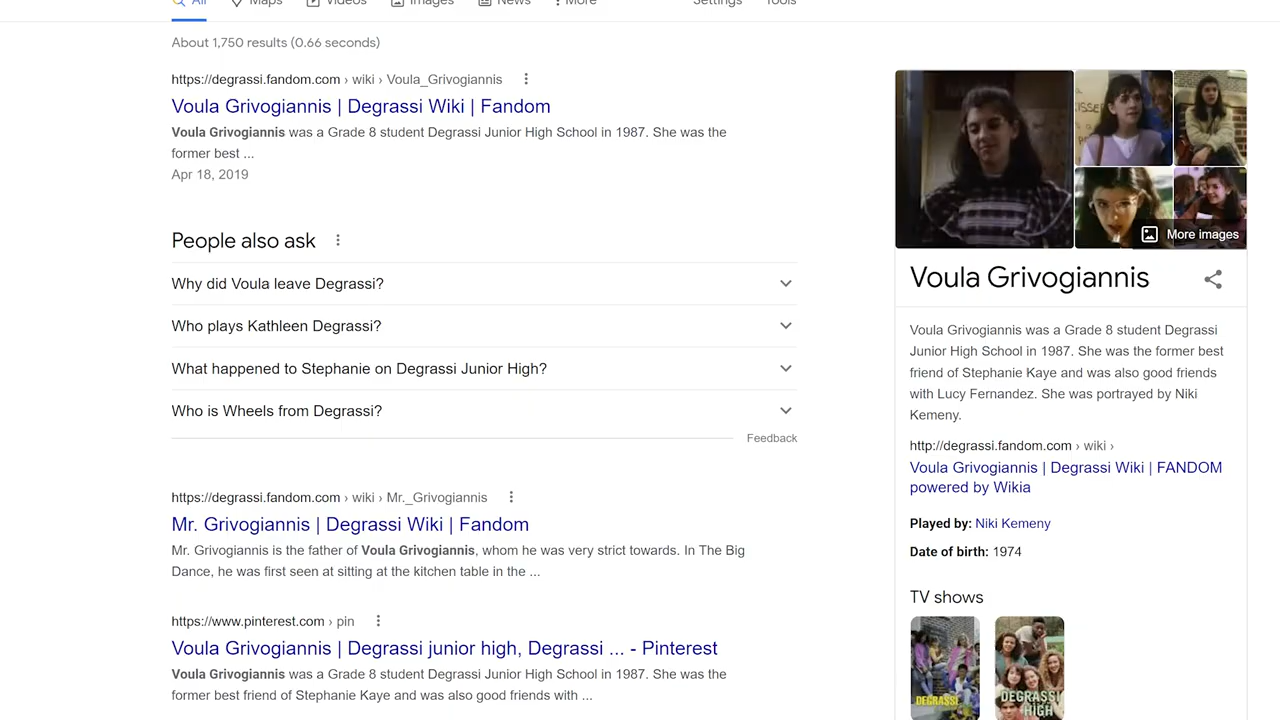 All
Maps
Videos
Images
News
More
Settings
Tools
About 1,750 results (0.66 seconds)
https://degrassi.fandom.com › wiki › Voula_Grivogiannis
Voula Grivogiannis | Degrassi Wiki | Fandom
Voula Grivogiannis was a Grade 8 student Degrassi Junior High School in 1987. She was the
former best ...
Apr 18, 2019
People also ask
Why did Voula leave Degrassi?
Who plays Kathleen Degrassi?
What happened to Stephanie on Degrassi Junior High?
Who is Wheels from Degrassi?
Feedback
https://degrassi.fandom.com › wiki › Mr._Grivogiannis
Mr. Grivogiannis | Degrassi Wiki | Fandom
Mr. Grivogiannis is the father of Voula Grivogiannis, whom he was very strict towards. In The Big
Dance, he was first seen at sitting at the kitchen table in the ...
https://www.pinterest.com › pin
Voula Grivogiannis | Degrassi junior high, Degrassi ... - Pinterest
Voula Grivogiannis was a Grade 8 student Degrassi Junior High School in 1987. She was the
former best friend of Stephanie Kaye and was also good friends with ...
More images
Voula Grivogiannis
Voula Grivogiannis was a Grade 8 student Degrassi
Junior High School in 1987. She was the former best
friend of Stephanie Kaye and was also good friends
with Lucy Fernandez. She was portrayed by Niki
Kemeny.
http://degrassi.fandom.com › wiki ›
Voula Grivogiannis | Degrassi Wiki | FANDOM
powered by Wikia
Played by: Niki Kemeny
Date of birth: 1974
TV shows
DEGRASSI
DEGRASSI
HIGH